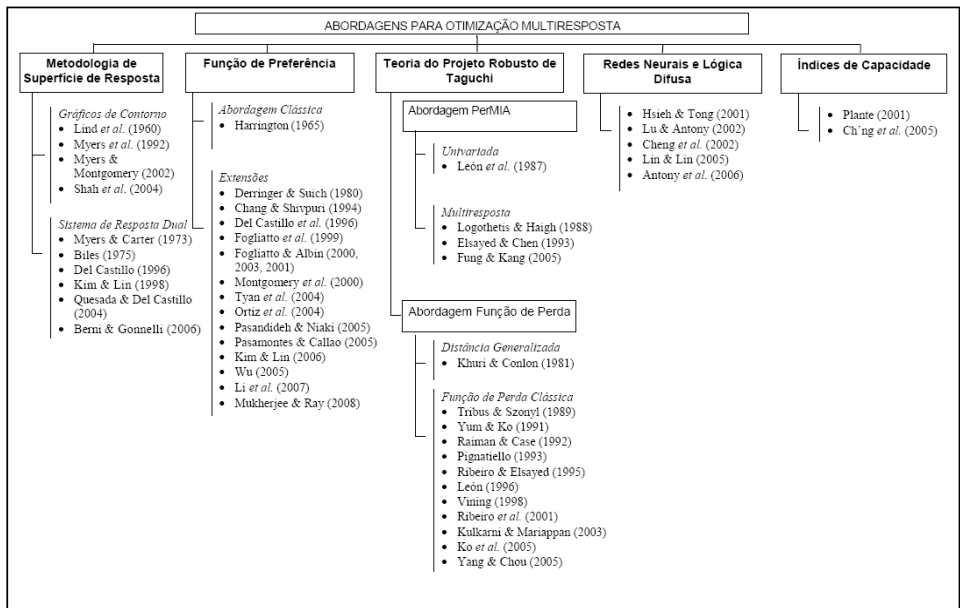 ABORDAGENS PARA OTIMIZAÇÃO MULTIRESPOSTA
Metodologia de
Superfície de Resposta
Gráficos de Contorno
• Lind et al. (1960)
• Myers et al.
(1992)
• Myers &
Montgomery
(2002)
• Shah et al. (2004)
Sistema de Resposta Dual
• Myers & Carter (1973)
• Biles (1975)
• Del Castillo (1996)
• Kim & Lin (1998)
• Quesada & Del Castillo
(2004)
• Berni & Gonnelli (2006)
Função de Preferência
Abordagem Clássica
• Harrington (1965)
Extensões
• Derringer & Suich (1980)
• Chang & Shivpuri (1994)
• Del Castillo et al. (1996)
• Fogliatto et al. (1999)
• Fogliatto & Albin (2000,
2003, 2001)
• Montgomery et al. (2000)
• Tyan et al. (2004)
• Ortiz et al. (2004)
• Pasandideh & Niaki (2005)
• Pasamontes & Callao (2005)
• Kim & Lin (2006)
• Wu (2005)
• Li et al. (2007)
• Mukherjee & Ray (2008)
Teoria do Projeto Robusto de
Taguchi
Abordagem PerMIA
Univariada
• León et al. (1987)
Multiresposta
• Logothetis & Haigh (1988)
• Elsayed & Chen (1993)
• Fung & Kang (2005)
Abordagem Função de Perda
Distância Generalizada
• Khuri & Conlon (1981)
Função de Perda Clássica
• Tribus & Szonyl (1989)
• Yum & Ko (1991)
• Raiman & Case (1992)
• Pignatiello (1993)
• Ribeiro & Elsayed (1995)
• León (1996)
• Vining (1998)
• Ribeiro et al. (2001)
• Kulkarni & Mariappan (2003)
• Ko et al. (2005)
• Yang & Chou (2005)
Redes Neurais e Lógica
Difusa
• Hsieh & Tong (2001)
• Lu & Antony (2002)
• Cheng et al. (2002)
• Lin & Lin (2005)
• Antony et al. (2006)
Índices de Capacidade
• Plante (2001)
• Ch`ng et al. (2005)